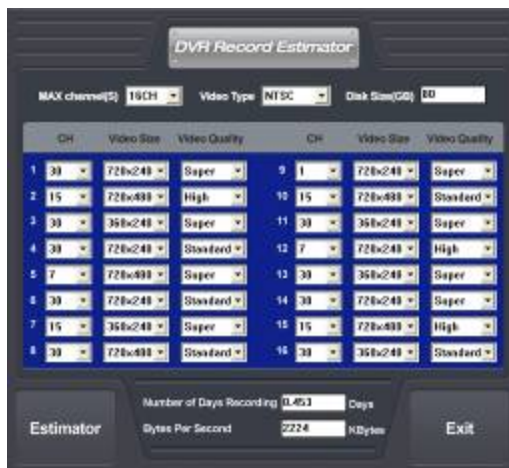 DVR Record Estimator
MAX channel(S) 16CH Video Type NTSC Disk Size(GB) 80
CH Video Size Video Quality CH Video Size Video Quality
1 30 720x240 Super 9 1 720x240 Super
2 15 720x480 High 10 15 720x480 Super
3 30 360x240 Super 11 30 360x240 Super
4 30 720x240 Standard 12 7 720x240 High
5 7 720x480 Super 13 30 360x240 Super
6 30 720x240 Standard 14 30 720x240 Super
7 15 360x240 Super 15 15 720x480 High
8 30 720x480 Standard 16 30 360x240 Standard
Number of Days Recording 0.453 Days
Estimator Bytes Per Second 2224 KBytes Exit